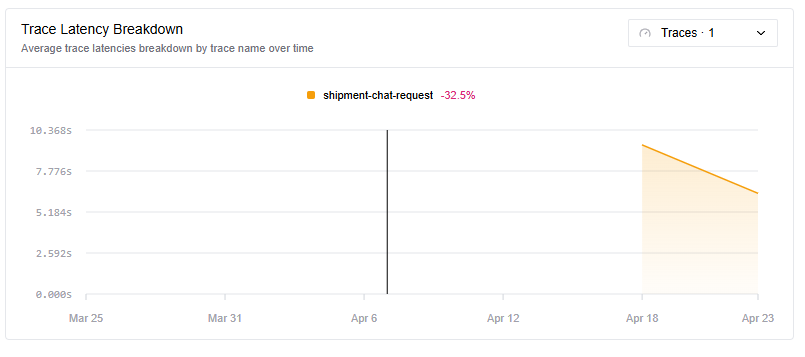 Trace Latency Breakdown
Average trace latencies breakdown by trace name over time
Traces · 1
shipment-chat-request -32.5%
10.368s
7.776s
5.184s
2.592s
0.000s
Mar 25 Mar 31 Apr 6 Apr 12 Apr 18 Apr 23